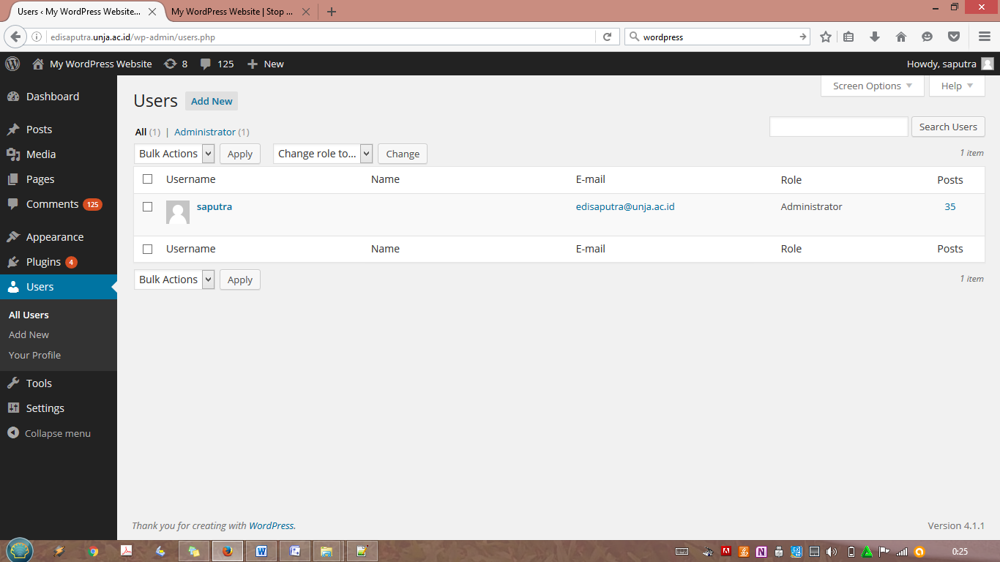 Users ‹ My WordPress Website...
My WordPress Website | Stop ...
edisaputra.unja.ac.id/wp-admin/users.php
wordpress
My WordPress Website 8 125 New
Howdy, saputra
Dashboard
Posts
Media
Pages
Comments 125
Appearance
Plugins 4
Users
All Users
Add New
Your Profile
Tools
Settings
Collapse menu
Screen Options
Help
Users Add New
All (1) | Administrator (1)
Search Users
Bulk Actions Apply Change role to... Change
1 item
Username Name E-mail Role Posts
saputra edisaputra@unja.ac.id Administrator 35
Username Name E-mail Role Posts
Bulk Actions Apply
1 item
Thank you for creating with WordPress.
Version 4.1.1
0:25